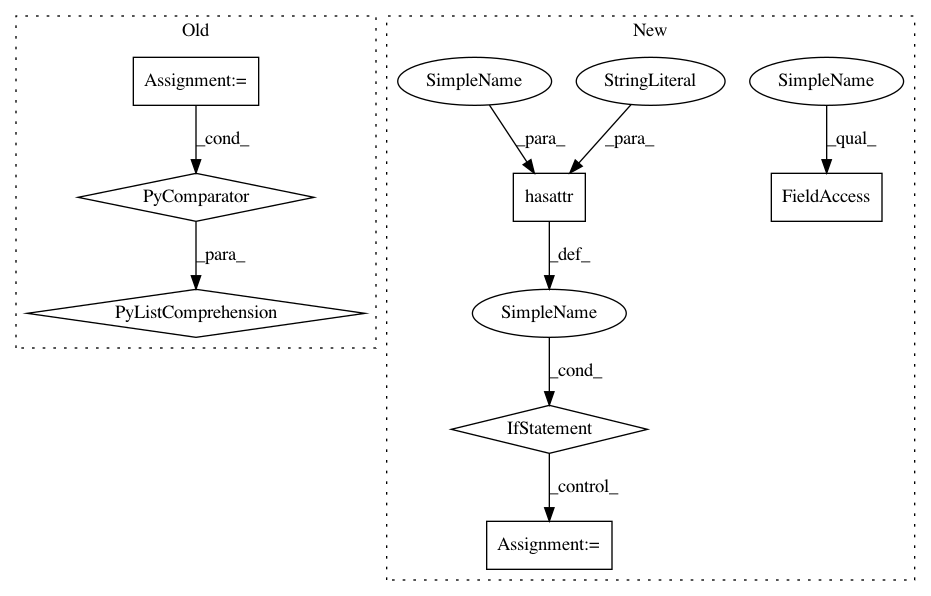 Old
New
Assignment:=
SimpleName
StringLiteral
SimpleName
_cond_
_para_
_para_
_qual_
PyComparator
hasattr
FieldAccess
_para_
_def_
PyListComprehension
SimpleName
_cond_
IfStatement
_control_
Assignment:=